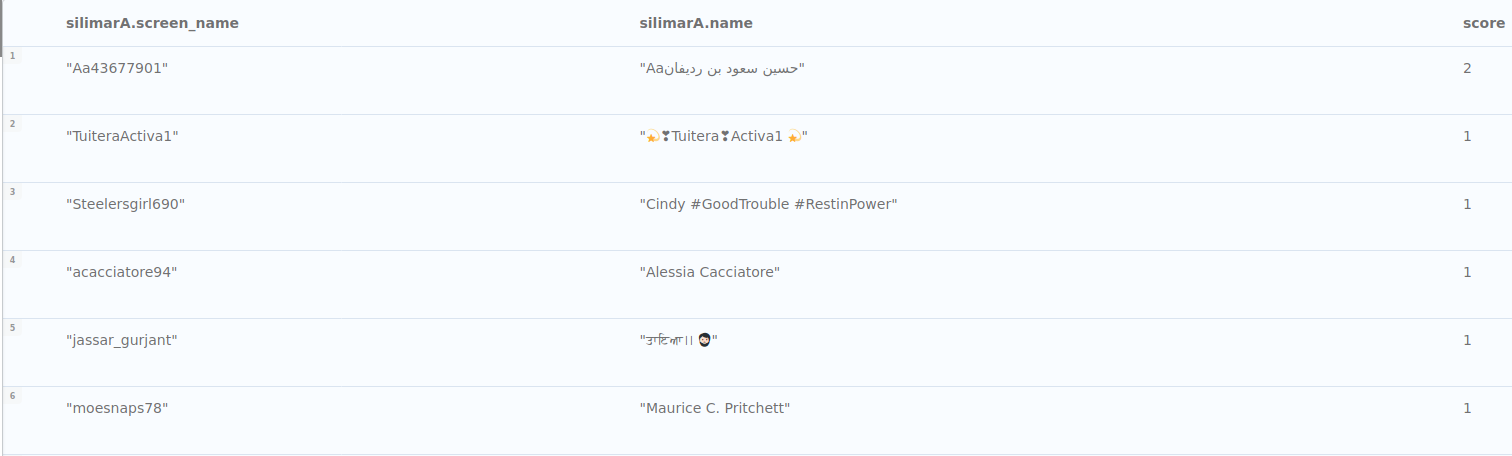 silimarA.screen_name silimarA.name score
1 "Aa43677901" "Aaحسين سعود بن رديفان" 2
2 "TuiteraActiva1" "💫❣Tuitera❣Activa1 💫" 1
3 "Steelersgirl690" "Cindy #GoodTrouble #RestinPower" 1
4 "acacciatore94" "Alessia Cacciatore" 1
5 "jassar_gurjant" "ਤਾਟਿਆ।। 🧔🏻" 1
6 "moesnaps78" "Maurice C. Pritchett" 1